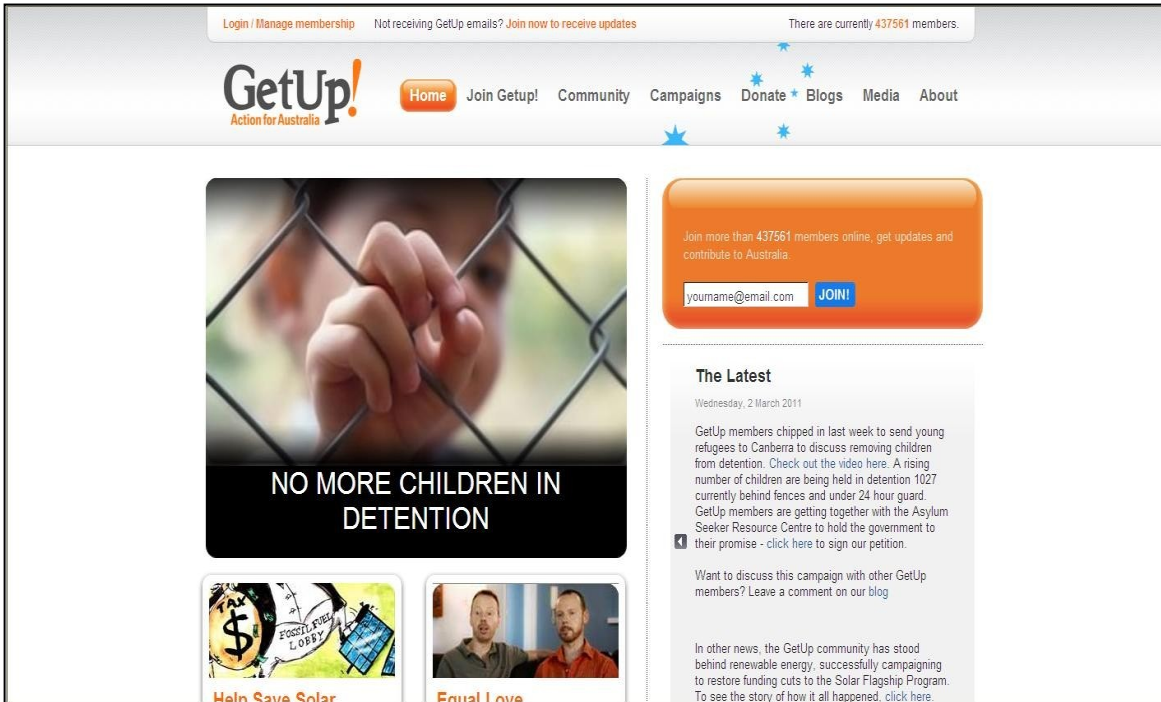 Login / Manage membership Not receiving GetUp emails? Join now to receive updates There are currently 437561 members.
GetUp!
Action for Australia
Home Join Getup! Community Campaigns Donate Blogs Media About
Join more than 437561 members online, get updates and
contribute to Australia.
yourname@email.com JOIN!
NO MORE CHILDREN IN
DETENTION
The Latest
Wednesday, 2 March 2011
GetUp members chipped in last week to send young
refugees to Canberra to discuss removing children
from detention. Check out the video here. A rising
number of children are being held in detention 1027
currently behind fences and under 24 hour guard.
GetUp members are getting together with the Asylum
Seeker Resource Centre to hold the government to
their promise - click here to sign our petition.
Want to discuss this campaign with other GetUp
members? Leave a comment on our blog
In other news, the GetUp community has stood
behind renewable energy, successfully campaigning
to restore funding cuts to the Solar Flagship Program.
To see the story of how it all happened, click here.
TAX
$
FOSSIL FUEL
LOBBY
Help Save Solar
Equal Love